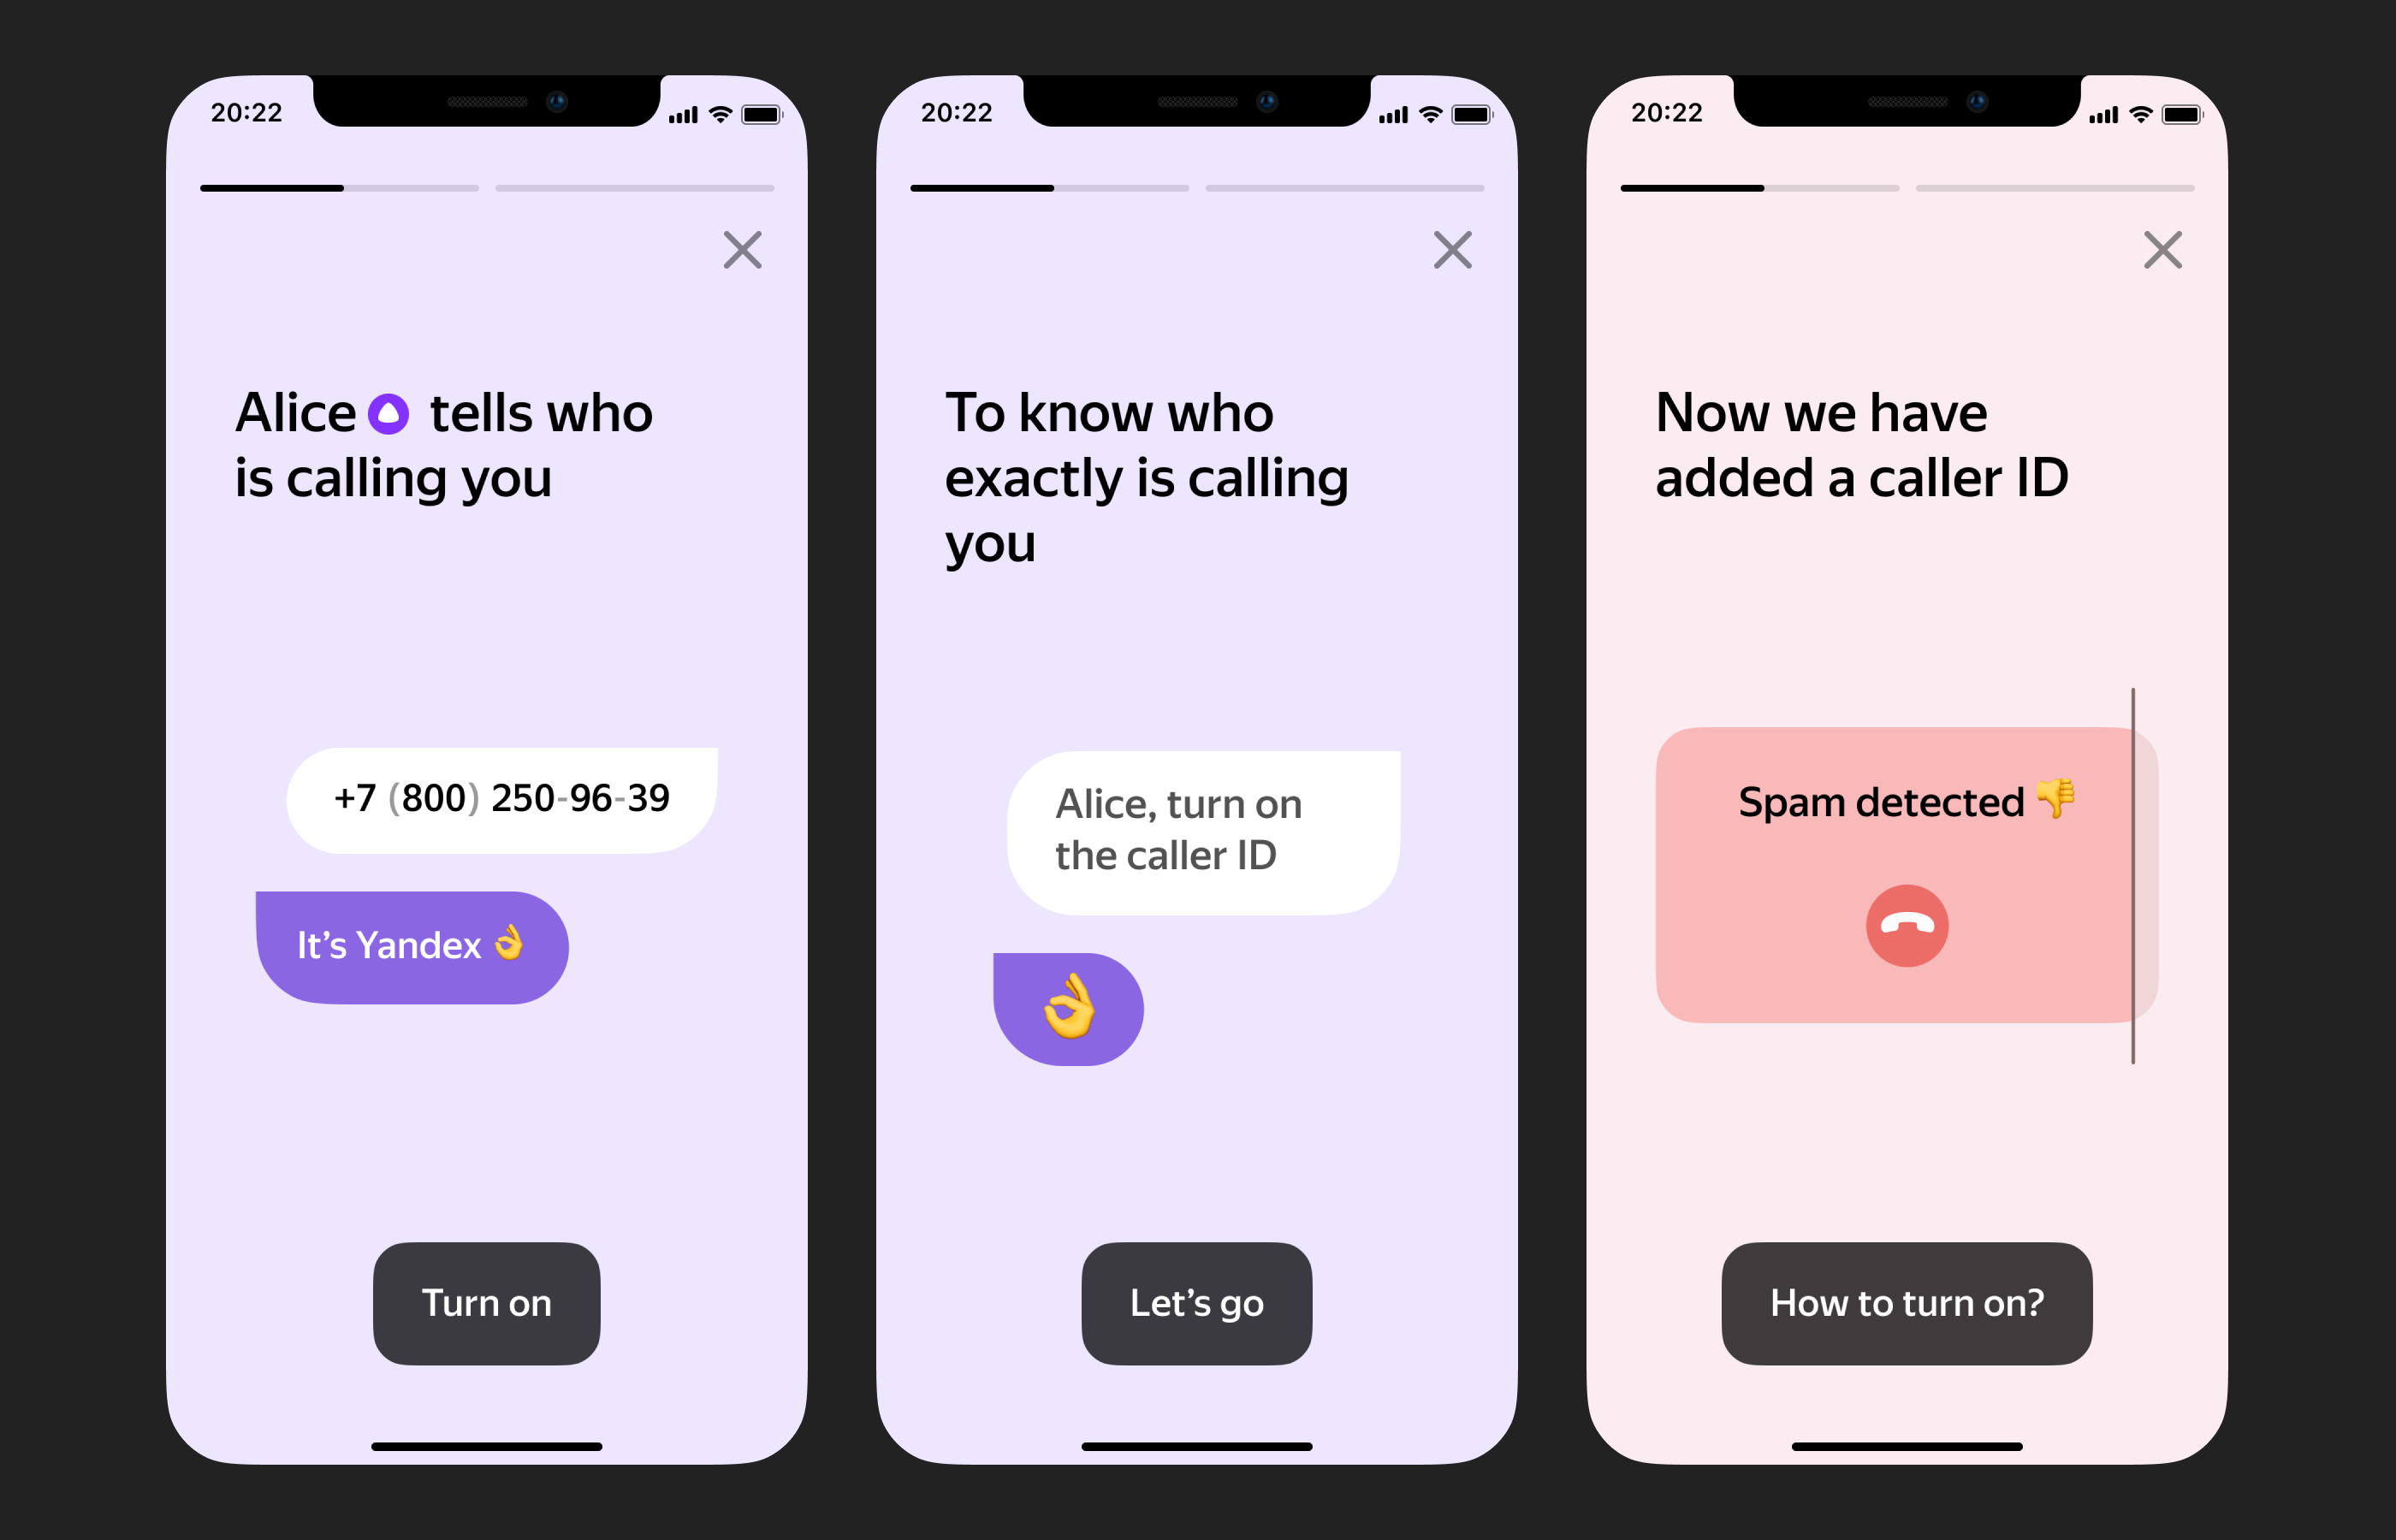 20:22
Alice tells who
is calling you
+7 (800) 250-96-39
It's Yandex 👌
Turn on
20:22
To know who
exactly is calling
you
Alice, turn on
the caller ID
👌
Let's go
20:22
Now we have
added a caller ID
Spam detected 👎
How to turn on?